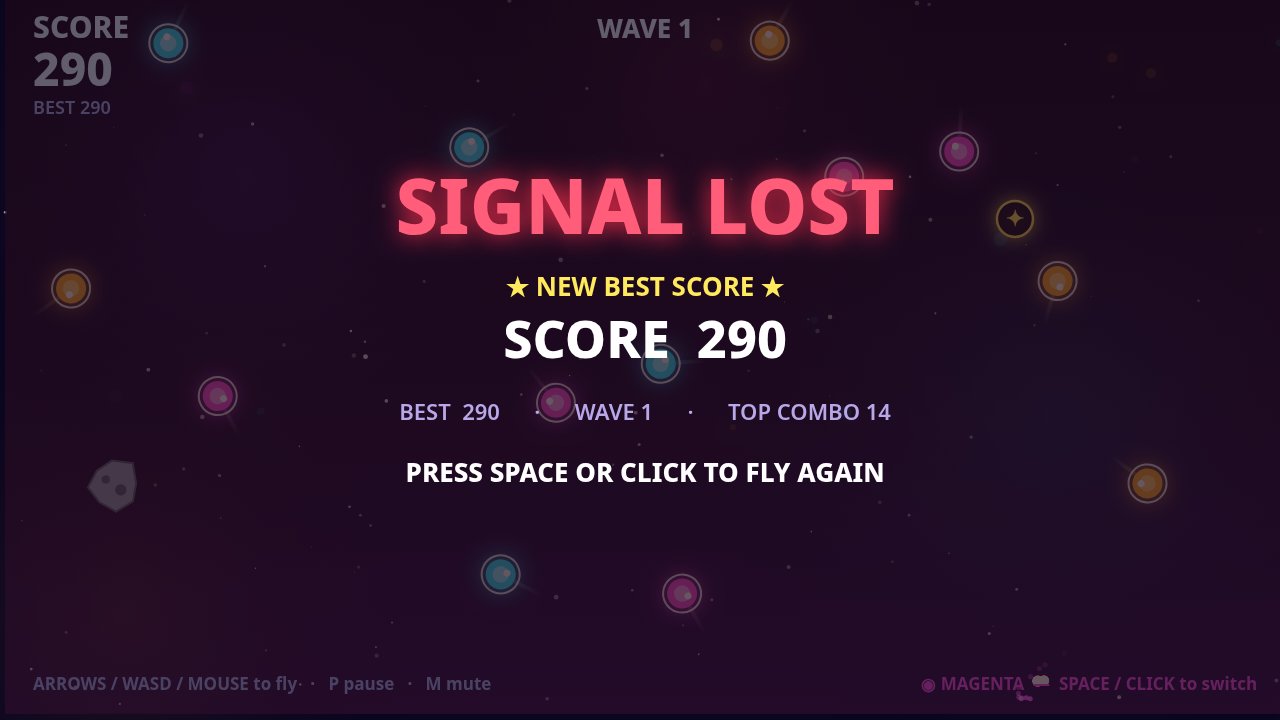 SCORE
290
BEST 290
WAVE 1
SIGNAL LOST
★ NEW BEST SCORE ★
SCORE 290
BEST 290 · WAVE 1 · TOP COMBO 14
PRESS SPACE OR CLICK TO FLY AGAIN
ARROWS / WASD / MOUSE to fly · P pause · M mute
◉ MAGENTA SPACE / CLICK to switch